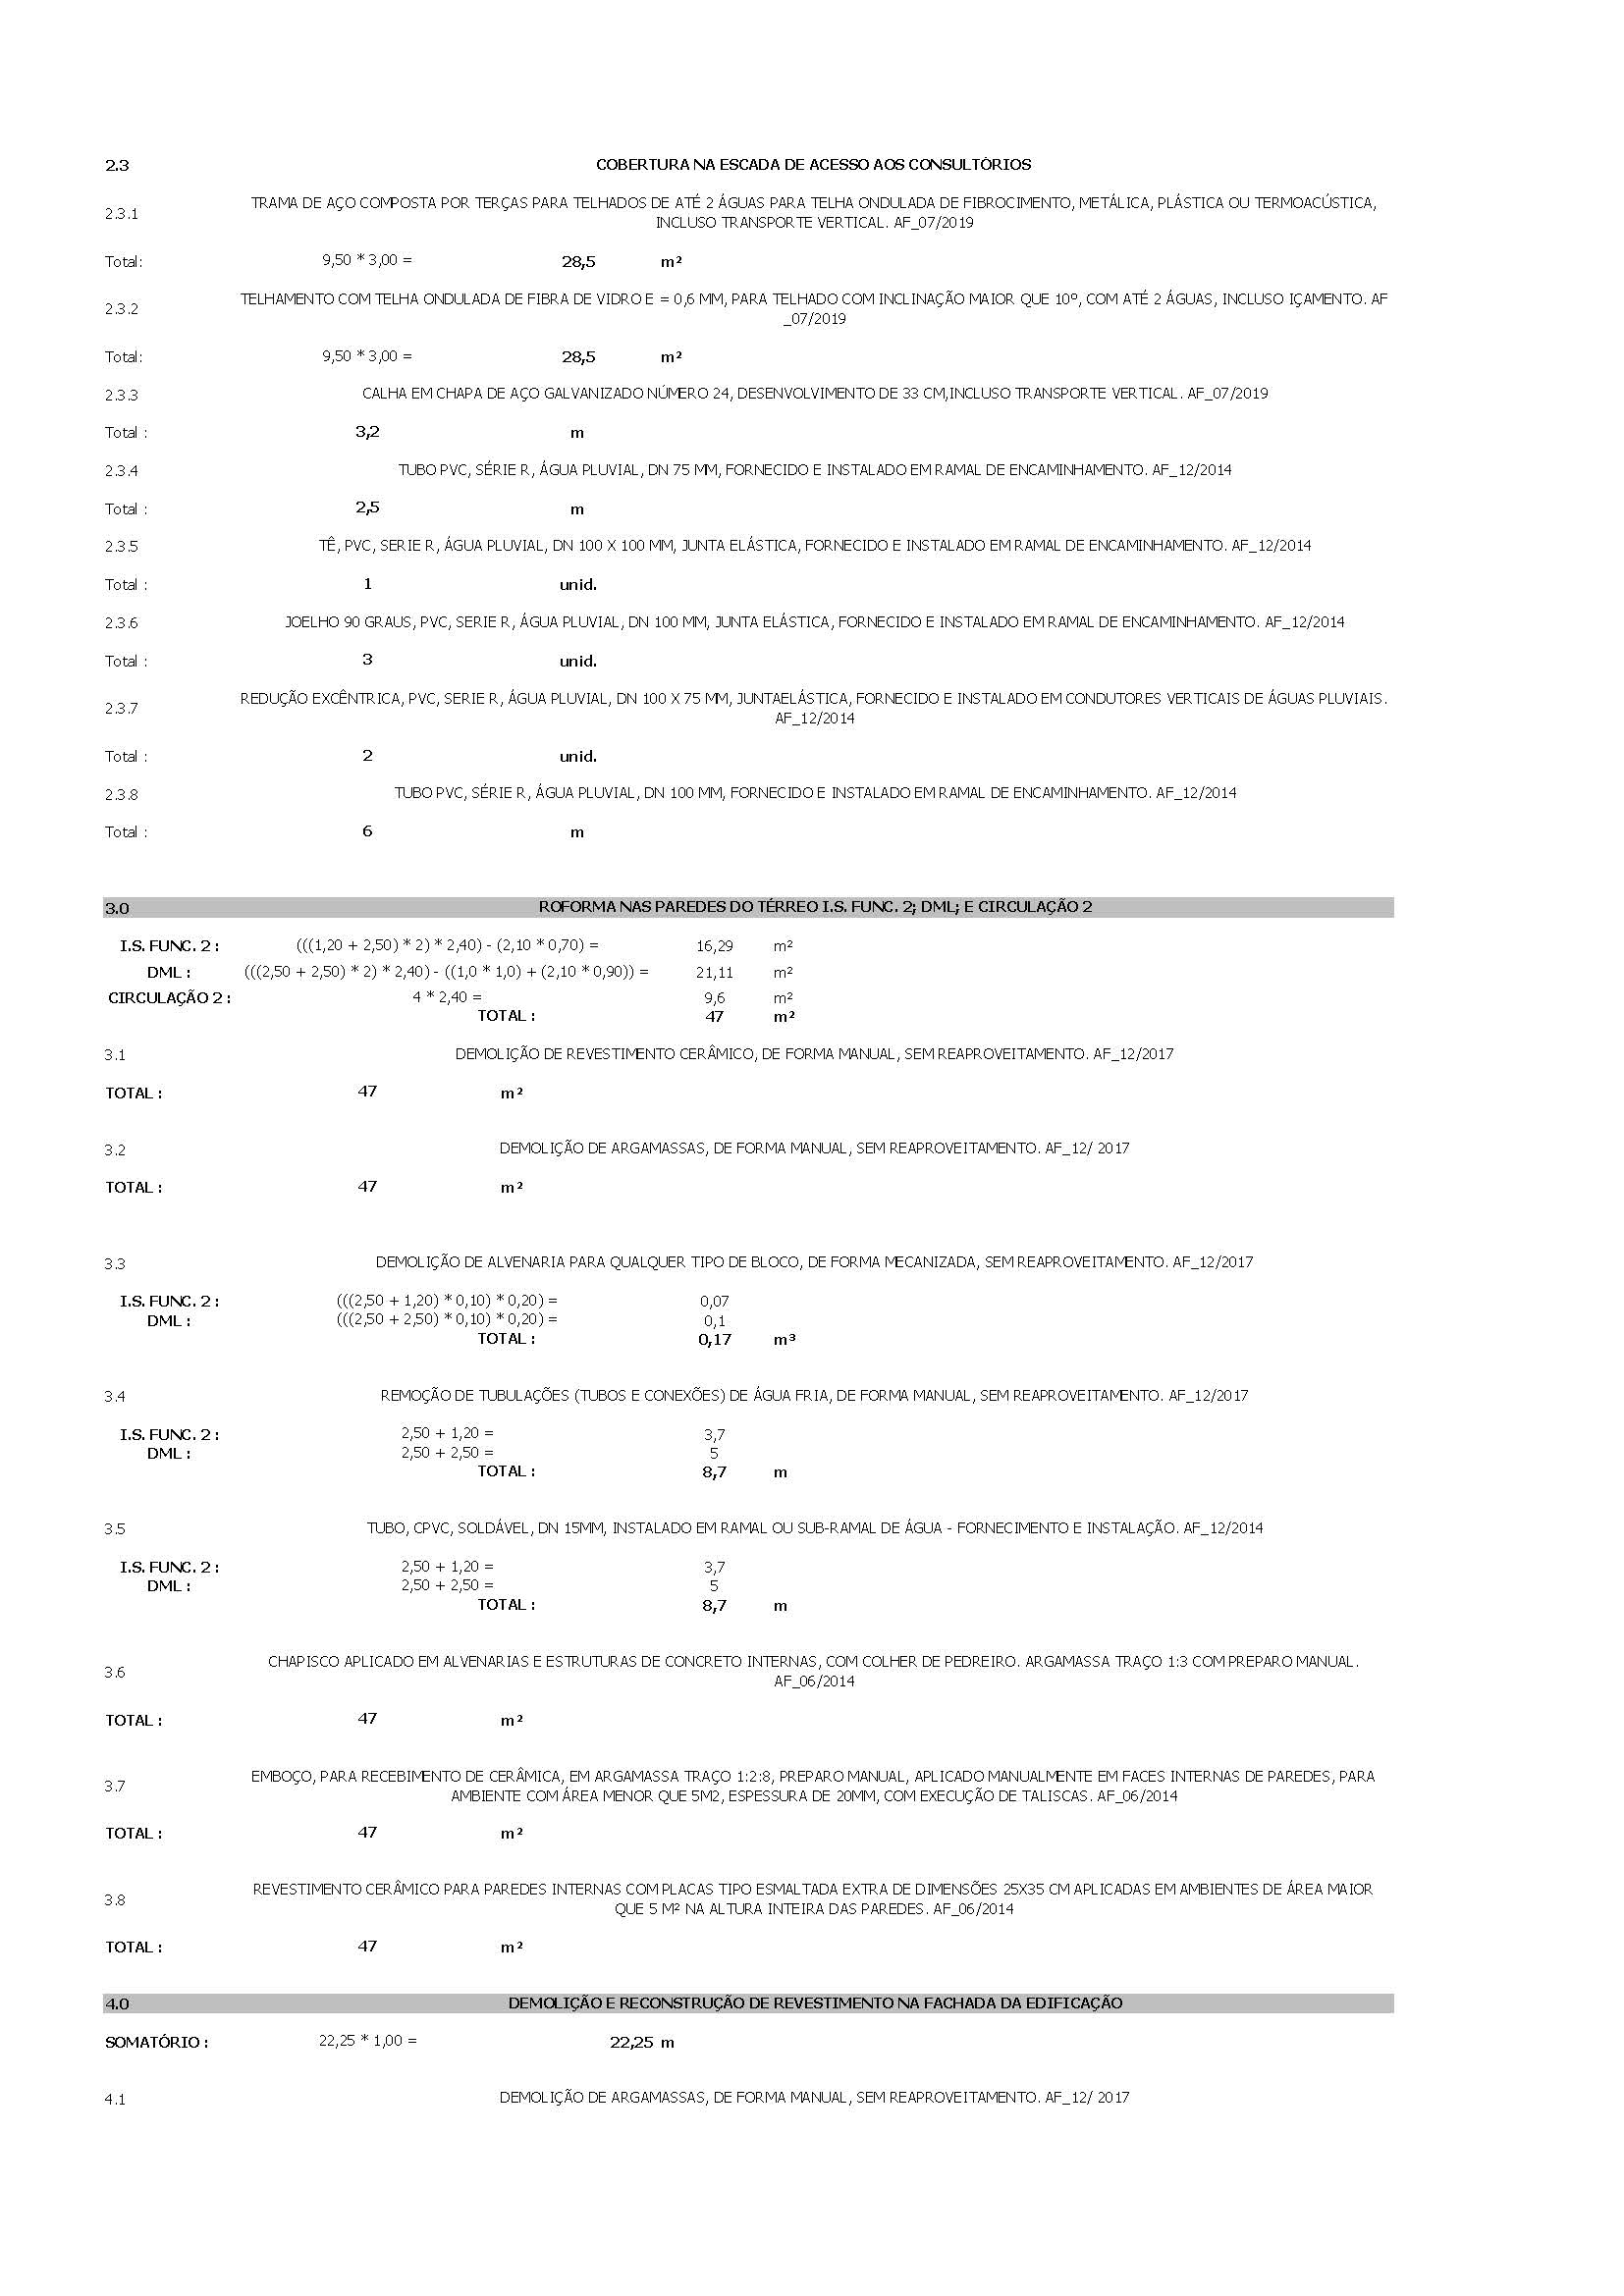 2.3 COBERTURA NA ESCADA DE ACESSO AOS CONSULTÓRIOS
2.3.1 TRAMA DE AÇO COMPOSTA POR TERÇAS PARA TELHADOS DE ATÉ 2 ÁGUAS PARA TELHA ONDULADA DE FIBROCIMENTO, METÁLICA, PLÁSTICA OU TERMOACÚSTICA,
INCLUSO TRANSPORTE VERTICAL. AF_07/2019
Total: 9,50 * 3,00 = 28,5 m²
2.3.2 TELHAMENTO COM TELHA ONDULADA DE FIBRA DE VIDRO E = 0,6 MM, PARA TELHADO COM INCLINAÇÃO MAIOR QUE 10º, COM ATÉ 2 ÁGUAS, INCLUSO IÇAMENTO. AF
_07/2019
Total: 9,50 * 3,00 = 28,5 m²
2.3.3 CALHA EM CHAPA DE AÇO GALVANIZADO NÚMERO 24, DESENVOLVIMENTO DE 33 CM,INCLUSO TRANSPORTE VERTICAL. AF_07/2019
Total : 3,2 m
2.3.4 TUBO PVC, SÉRIE R, ÁGUA PLUVIAL, DN 75 MM, FORNECIDO E INSTALADO EM RAMAL DE ENCAMINHAMENTO. AF_12/2014
Total : 2,5 m
2.3.5 TÊ, PVC, SERIE R, ÁGUA PLUVIAL, DN 100 X 100 MM, JUNTA ELÁSTICA, FORNECIDO E INSTALADO EM RAMAL DE ENCAMINHAMENTO. AF_12/2014
Total : 1 unid.
2.3.6 JOELHO 90 GRAUS, PVC, SERIE R, ÁGUA PLUVIAL, DN 100 MM, JUNTA ELÁSTICA, FORNECIDO E INSTALADO EM RAMAL DE ENCAMINHAMENTO. AF_12/2014
Total : 3 unid.
2.3.7 REDUÇÃO EXCÊNTRICA, PVC, SERIE R, ÁGUA PLUVIAL, DN 100 X 75 MM, JUNTAELÁSTICA, FORNECIDO E INSTALADO EM CONDUTORES VERTICAIS DE ÁGUAS PLUVIAIS.
AF_12/2014
Total : 2 unid.
2.3.8 TUBO PVC, SÉRIE R, ÁGUA PLUVIAL, DN 100 MM, FORNECIDO E INSTALADO EM RAMAL DE ENCAMINHAMENTO. AF_12/2014
Total : 6 m
3.0 ROFORMA NAS PAREDES DO TÉRREO I.S. FUNC. 2; DML; E CIRCULAÇÃO 2
I.S. FUNC. 2 : (((1,20 + 2,50) * 2) * 2,40) - (2,10 * 0,70) = 16,29 m²
DML : (((2,50 + 2,50) * 2) * 2,40) - ((1,0 * 1,0) + (2,10 * 0,90)) = 21,11 m²
CIRCULAÇÃO 2 : 4 * 2,40 = 9,6 m²
TOTAL : 47 m²
3.1 DEMOLIÇÃO DE REVESTIMENTO CERÂMICO, DE FORMA MANUAL, SEM REAPROVEITAMENTO. AF_12/2017
TOTAL : 47 m²
3.2 DEMOLIÇÃO DE ARGAMASSAS, DE FORMA MANUAL, SEM REAPROVEITAMENTO. AF_12/ 2017
TOTAL : 47 m²
3.3 DEMOLIÇÃO DE ALVENARIA PARA QUALQUER TIPO DE BLOCO, DE FORMA MECANIZADA, SEM REAPROVEITAMENTO. AF_12/2017
I.S. FUNC. 2 : (((2,50 + 1,20) * 0,10) * 0,20) = 0,07
DML : (((2,50 + 2,50) * 0,10) * 0,20) = 0,1
TOTAL : 0,17 m³
3.4 REMOÇÃO DE TUBULAÇÕES (TUBOS E CONEXÕES) DE ÁGUA FRIA, DE FORMA MANUAL, SEM REAPROVEITAMENTO. AF_12/2017
I.S. FUNC. 2 : 2,50 + 1,20 = 3,7
DML : 2,50 + 2,50 = 5
TOTAL : 8,7 m
3.5 TUBO, CPVC, SOLDÁVEL, DN 15MM, INSTALADO EM RAMAL OU SUB-RAMAL DE ÁGUA - FORNECIMENTO E INSTALAÇÃO. AF_12/2014
I.S. FUNC. 2 : 2,50 + 1,20 = 3,7
DML : 2,50 + 2,50 = 5
TOTAL : 8,7 m
3.6 CHAPISCO APLICADO EM ALVENARIAS E ESTRUTURAS DE CONCRETO INTERNAS, COM COLHER DE PEDREIRO. ARGAMASSA TRAÇO 1:3 COM PREPARO MANUAL.
AF_06/2014
TOTAL : 47 m²
3.7 EMBOÇO, PARA RECEBIMENTO DE CERÂMICA, EM ARGAMASSA TRAÇO 1:2:8, PREPARO MANUAL, APLICADO MANUALMENTE EM FACES INTERNAS DE PAREDES, PARA
AMBIENTE COM ÁREA MENOR QUE 5M2, ESPESSURA DE 20MM, COM EXECUÇÃO DE TALISCAS. AF_06/2014
TOTAL : 47 m²
3.8 REVESTIMENTO CERÂMICO PARA PAREDES INTERNAS COM PLACAS TIPO ESMALTADA EXTRA DE DIMENSÕES 25X35 CM APLICADAS EM AMBIENTES DE ÁREA MAIOR
QUE 5 M² NA ALTURA INTEIRA DAS PAREDES. AF_06/2014
TOTAL : 47 m²
4.0 DEMOLIÇÃO E RECONSTRUÇÃO DE REVESTIMENTO NA FACHADA DA EDIFICAÇÃO
SOMATÓRIO : 22,25 * 1,00 = 22,25 m
4.1 DEMOLIÇÃO DE ARGAMASSAS, DE FORMA MANUAL, SEM REAPROVEITAMENTO. AF_12/ 2017